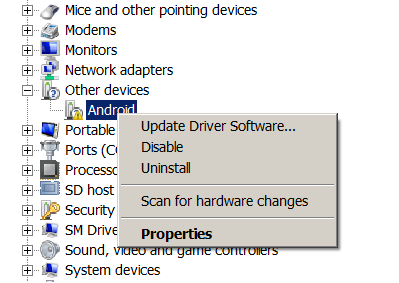 Mice and other pointing devices
Modems
Monitors
Network adapters
Other devices
Android
Portable
Ports (CO
Processo
SD host
Security
SM Drive
Sound, video and game controllers
System devices
Update Driver Software...
Disable
Uninstall
Scan for hardware changes
Properties